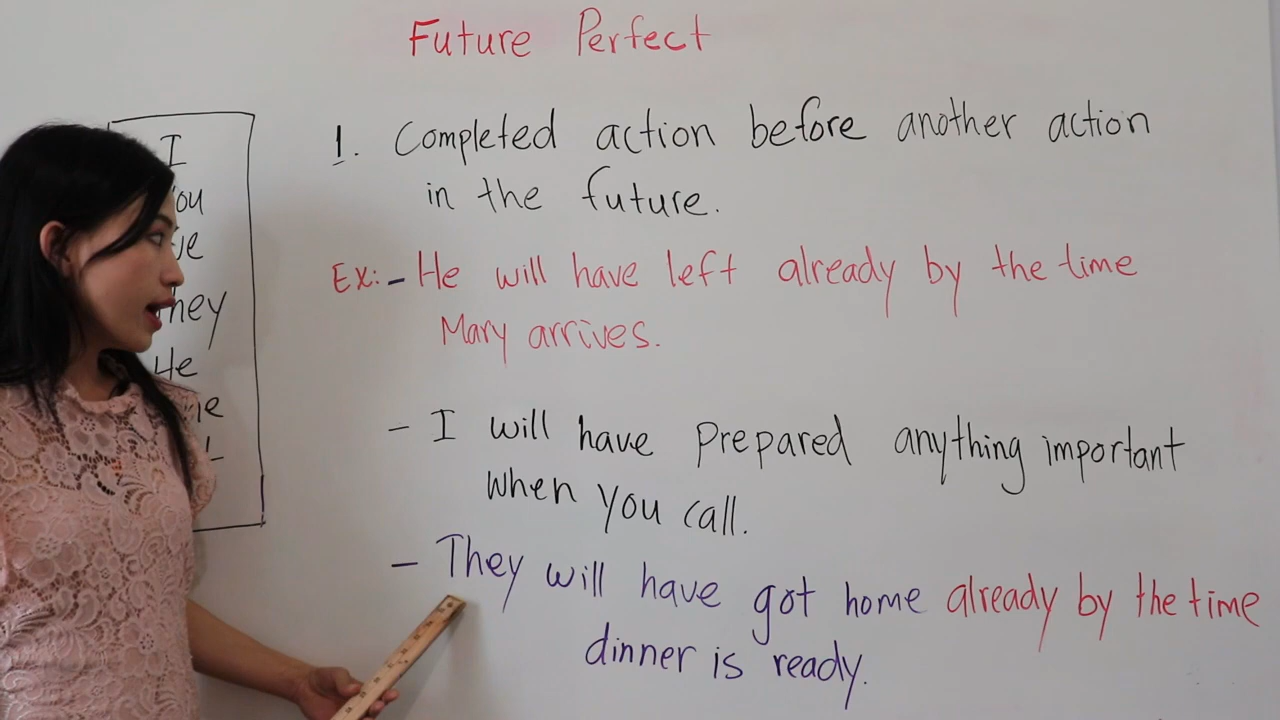 Future Perfect
1. Completed action before another action
in the future.
Ex: - He will have left already by the time
Mary arrives.
- I will have prepared anything important
when you call.
- They will have got home already by the time
dinner is ready.
I
He